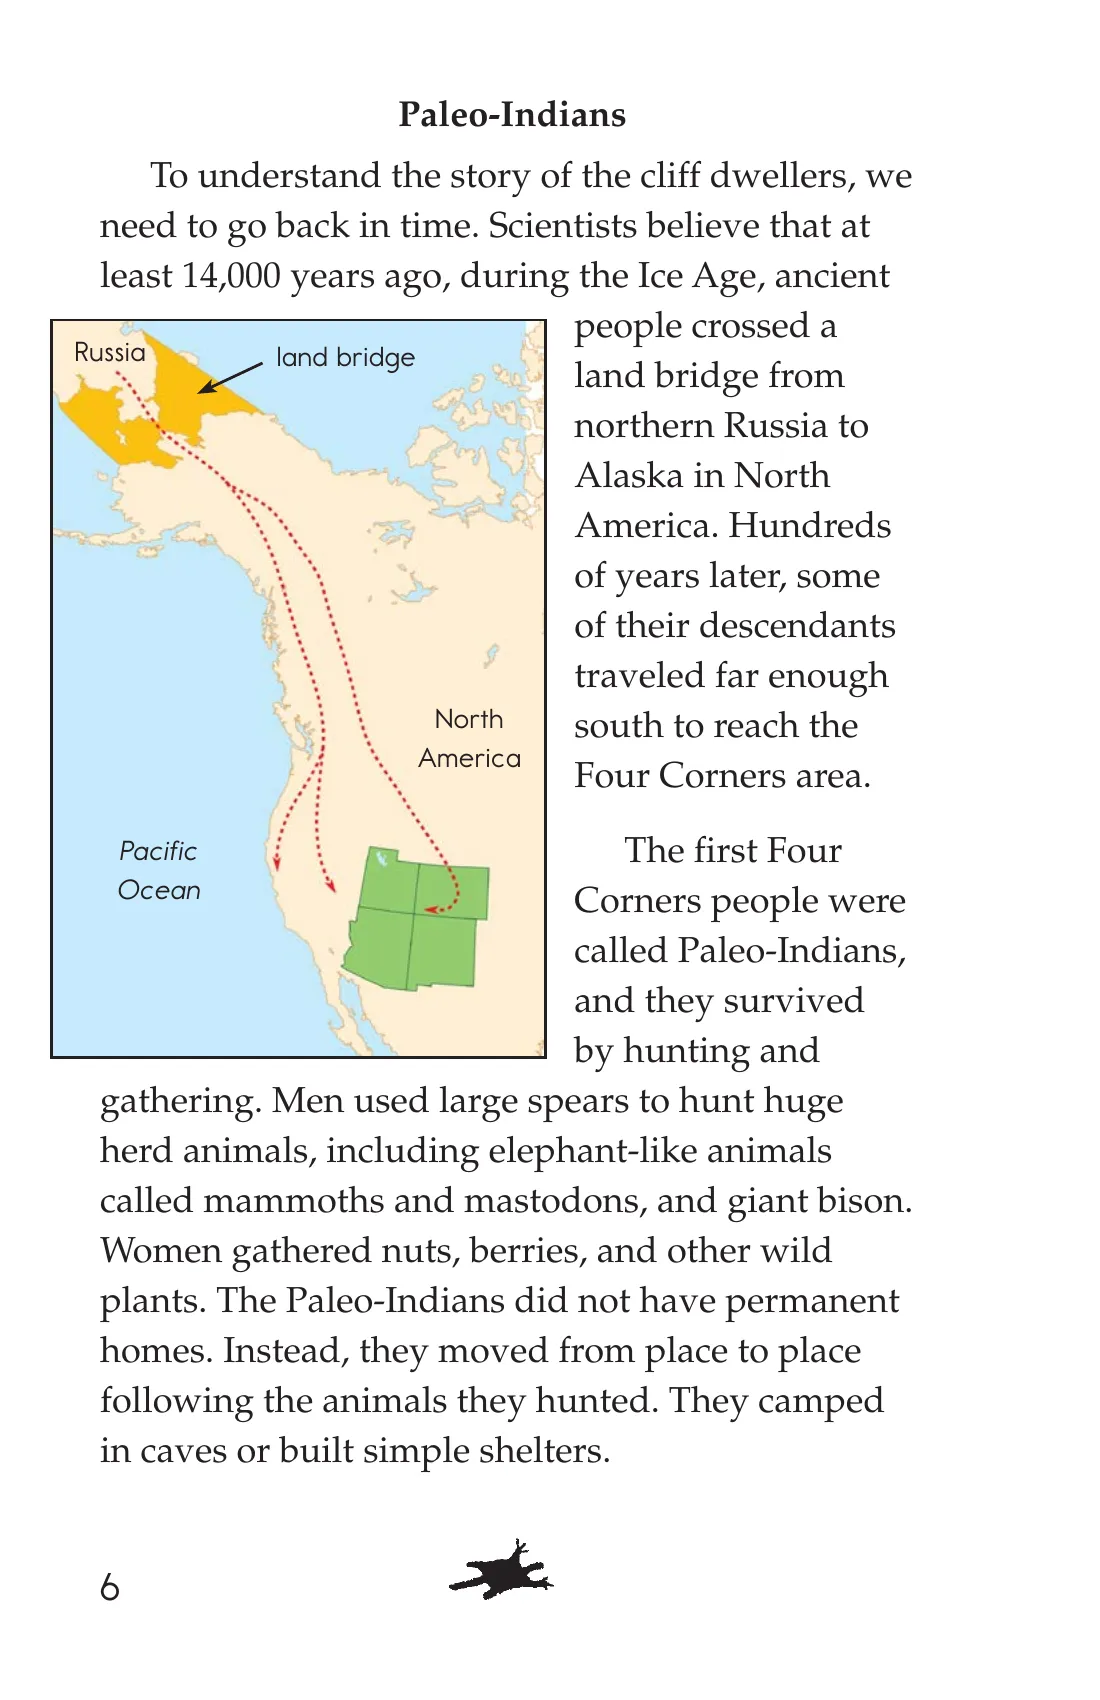 Paleo-Indians
To understand the story of the cliff dwellers, we
need to go back in time. Scientists believe that at
least 14,000 years ago, during the Ice Age, ancient
people crossed a
land bridge from
northern Russia to
Alaska in North
America. Hundreds
of years later, some
of their descendants
traveled far enough
south to reach the
Four Corners area.
Russia
land bridge
North
America
Pacific
Ocean
The first Four
Corners people were
called Paleo-Indians,
and they survived
by hunting and
gathering. Men used large spears to hunt huge
herd animals, including elephant-like animals
called mammoths and mastodons, and giant bison.
Women gathered nuts, berries, and other wild
plants. The Paleo-Indians did not have permanent
homes. Instead, they moved from place to place
following the animals they hunted. They camped
in caves or built simple shelters.
6